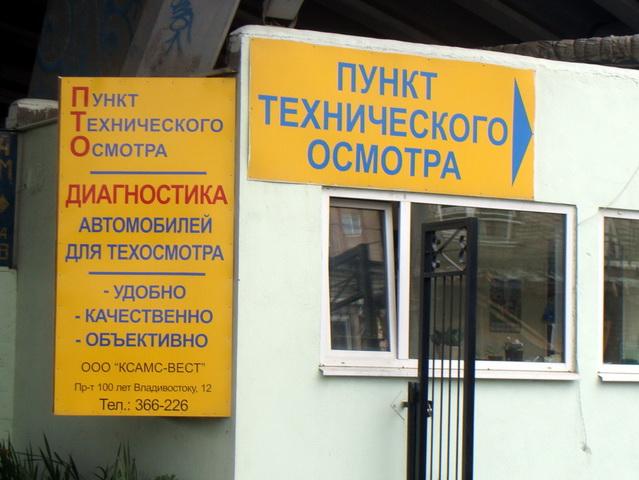 Пункт
Технического
Осмотра
ДИАГНОСТИКА
АВТОМОБИЛЕЙ
ДЛЯ ТЕХОСМОТРА
- УДОБНО
- КАЧЕСТВЕННО
- ОБЪЕКТИВНО
ООО "КСАМС-ВЕСТ"
Пр-т 100 лет Владивостоку, 12
Тел.: 366-226
ПУНКТ
ТЕХНИЧЕСКОГО
ОСМОТРА